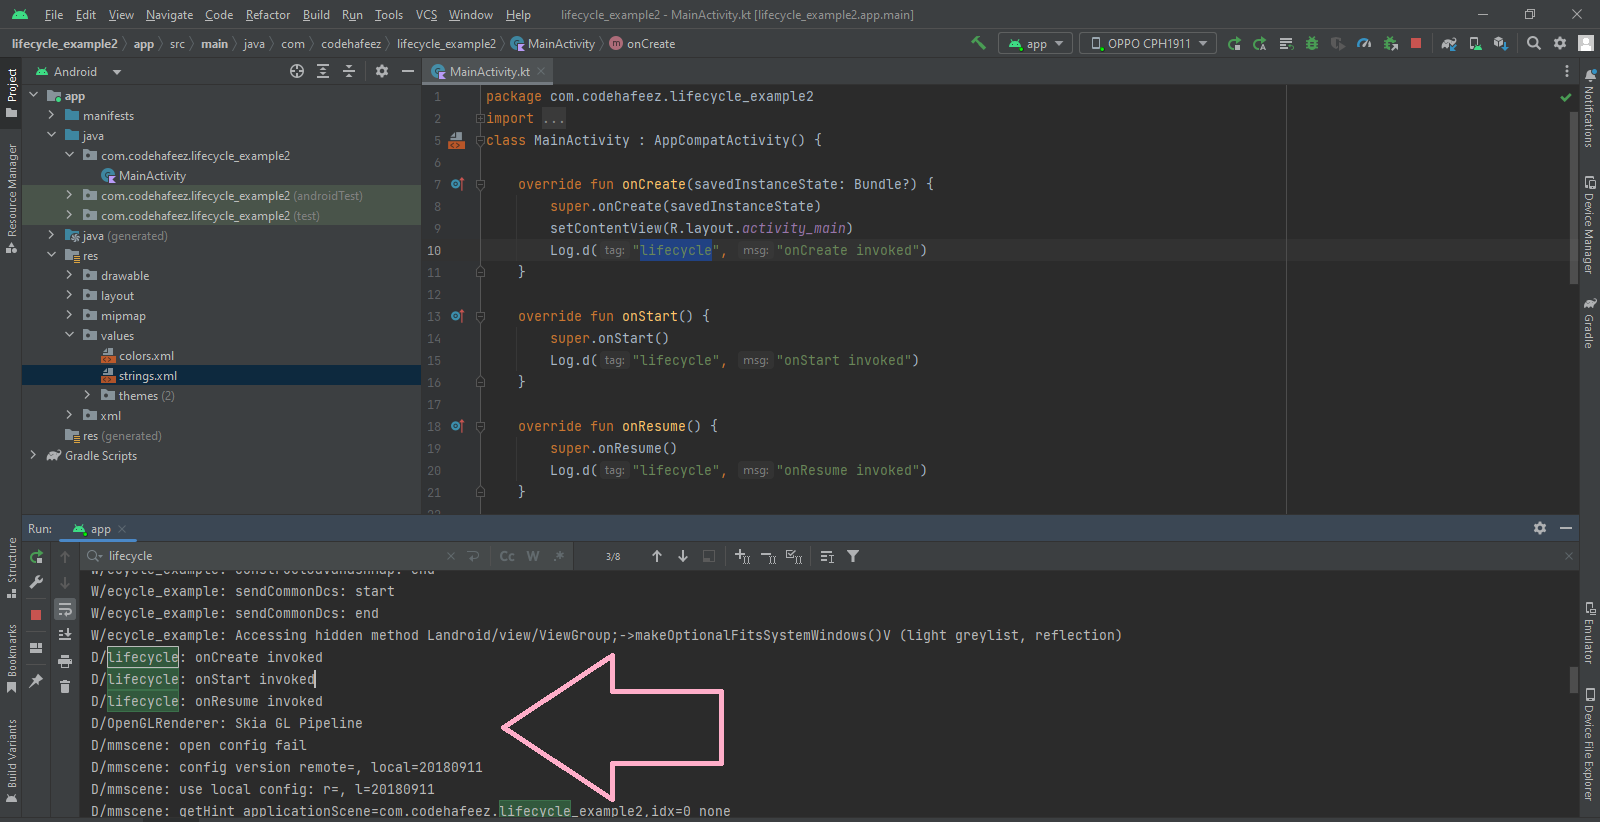 File Edit View Navigate Code Refactor Build Run Tools VCS Window Help lifecycle_example2 - MainActivity.kt [lifecycle_example2.app.main]
lifecycle_example2 app src main java com codehafeez lifecycle_example2 MainActivity onCreate app OPPO CPH1911
Project
Resource Manager
Structure
Bookmarks
Build Variants
Android
app
manifests
java
com.codehafeez.lifecycle_example2
MainActivity
com.codehafeez.lifecycle_example2 (androidTest)
com.codehafeez.lifecycle_example2 (test)
java (generated)
res
drawable
layout
mipmap
values
colors.xml
strings.xml
themes (2)
xml
res (generated)
Gradle Scripts
MainActivity.kt
1 package com.codehafeez.lifecycle_example2
2 import ...
5 class MainActivity : AppCompatActivity() {
6
7 override fun onCreate(savedInstanceState: Bundle?) {
8 super.onCreate(savedInstanceState)
9 setContentView(R.layout.activity_main)
10 Log.d( tag: "lifecycle", msg: "onCreate invoked")
11 }
12
13 override fun onStart() {
14 super.onStart()
15 Log.d( tag: "lifecycle", msg: "onStart invoked")
16 }
17
18 override fun onResume() {
19 super.onResume()
20 Log.d( tag: "lifecycle", msg: "onResume invoked")
21 }
Notifications
Device Manager
Gradle
Emulator
Device File Explorer
Run: app
lifecycle Cc W .* 3/8
W/ecycle_example: sendCommonDcs: start
W/ecycle_example: sendCommonDcs: end
W/ecycle_example: Accessing hidden method Landroid/view/ViewGroup;->makeOptionalFitsSystemWindows()V (light greylist, reflection)
D/lifecycle: onCreate invoked
D/lifecycle: onStart invoked
D/lifecycle: onResume invoked
D/OpenGLRenderer: Skia GL Pipeline
D/mmscene: open config fail
D/mmscene: config version remote=, local=20180911
D/mmscene: use local config: r=, l=20180911
D/mmscene: getHint applicationScene=com.codehafeez.lifecycle_example2,idx=0 none